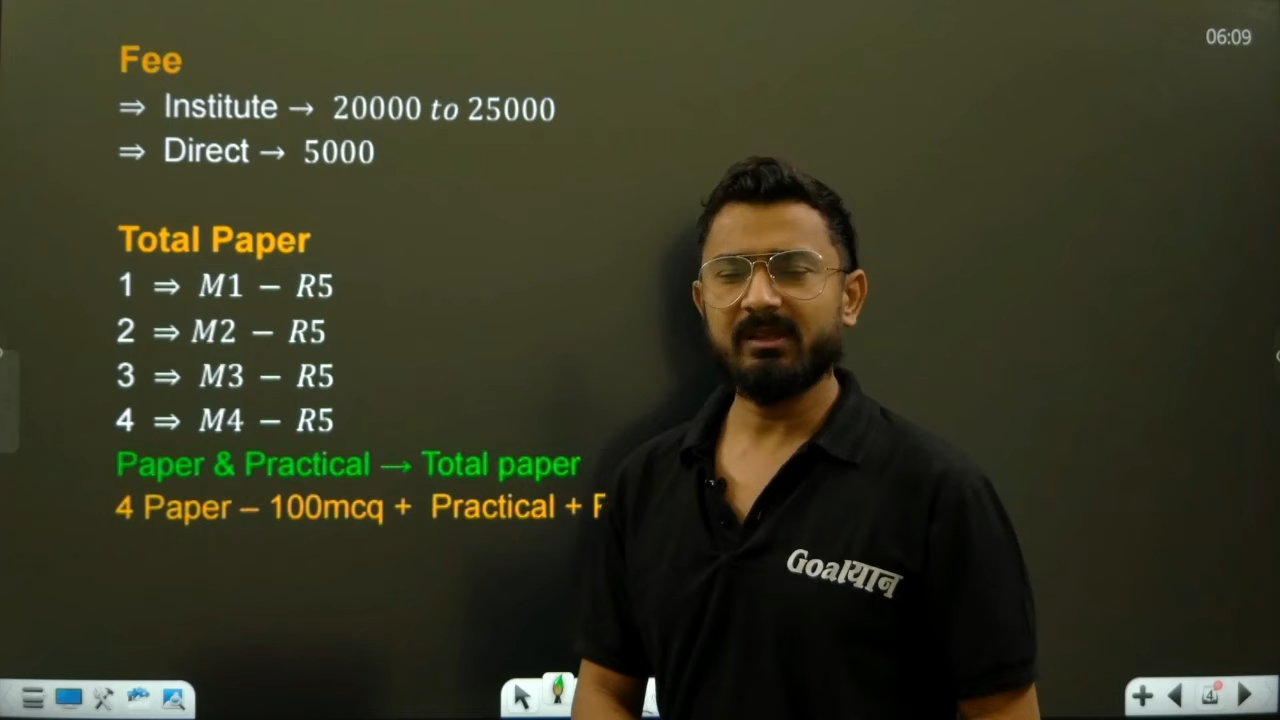 06:09
Fee
⇒ Institute → 20000 to 25000
⇒ Direct → 5000
Total Paper
1 ⇒ M1 − R5
2 ⇒ M2 − R5
3 ⇒ M3 − R5
4 ⇒ M4 − R5
Paper & Practical → Total paper
4 Paper – 100mcq + Practical +
Goalयान
4